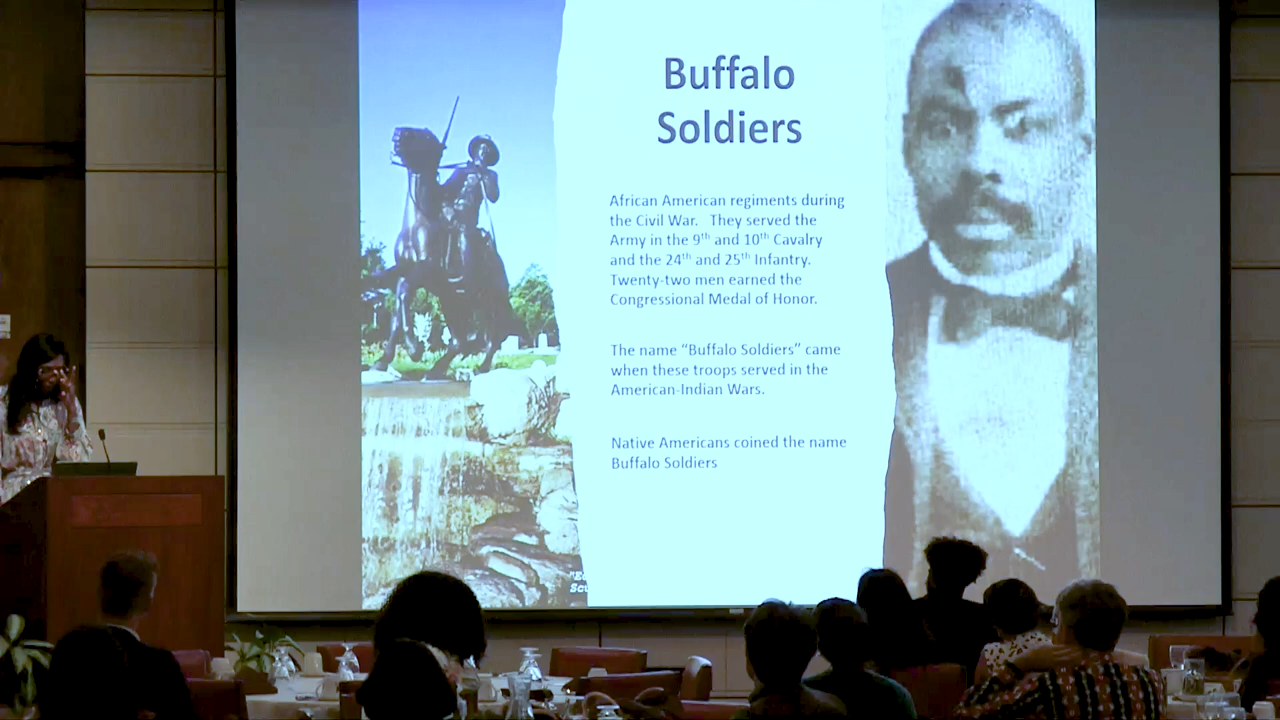 Buffalo
Soldiers
African American regiments during
the Civil War. They served the
Army in the 9th and 10th Cavalry
and the 24th and 25th Infantry.
Twenty-two men earned the
Congressional Medal of Honor.
The name “Buffalo Soldiers” came
when these troops served in the
American-Indian Wars.
Native Americans coined the name
Buffalo Soldiers